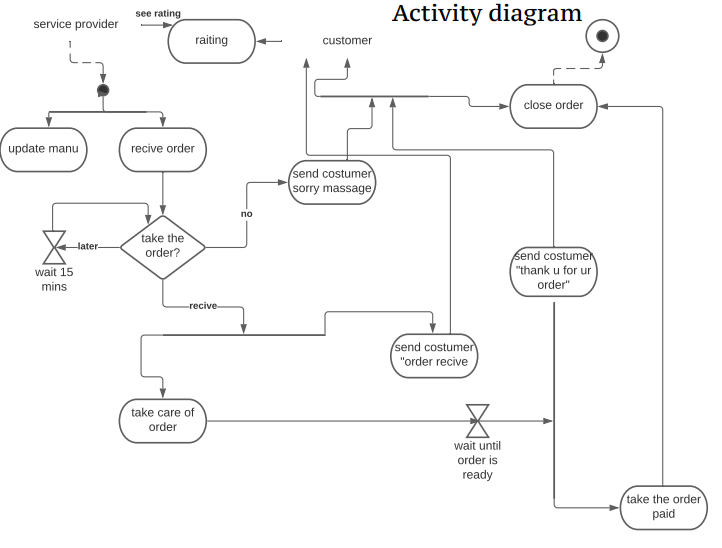 Activity diagram
see rating
service provider
raiting
customer
close order
update manu
recive order
send costumer
sorry massage
no
take the
order?
later
wait 15
mins
send costumer
"thank u for ur
order"
recive
send costumer
"order recive
take care of
order
wait until
order is
ready
take the order
paid